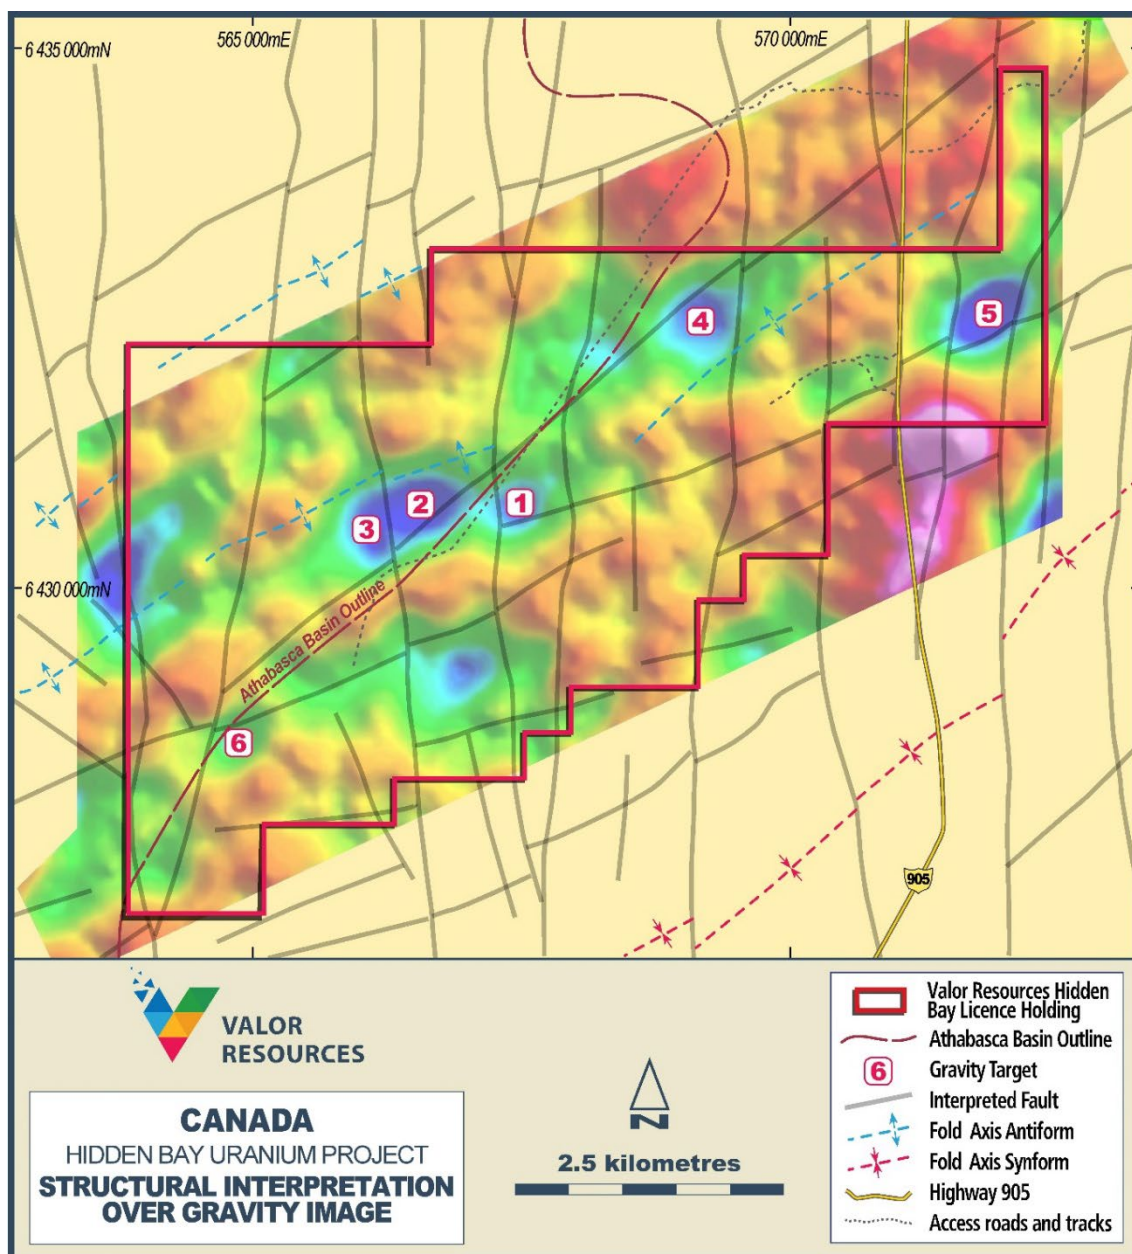 565 000mE
570 000mE
6 435 000mN
5
4
2
1
3
6 430 000mN
Athabasca Basin Outline
6
905
VALOR
RESOURCES
CANADA
HIDDEN BAY URANIUM PROJECT
STRUCTURAL INTERPRETATION
OVER GRAVITY IMAGE
N
2.5 kilometres
Valor Resources Hidden
Bay Licence Holding
Athabasca Basin Outline
6
Gravity Target
Interpreted Fault
Fold Axis Antiform
Fold Axis Synform
Highway 905
Access roads and tracks